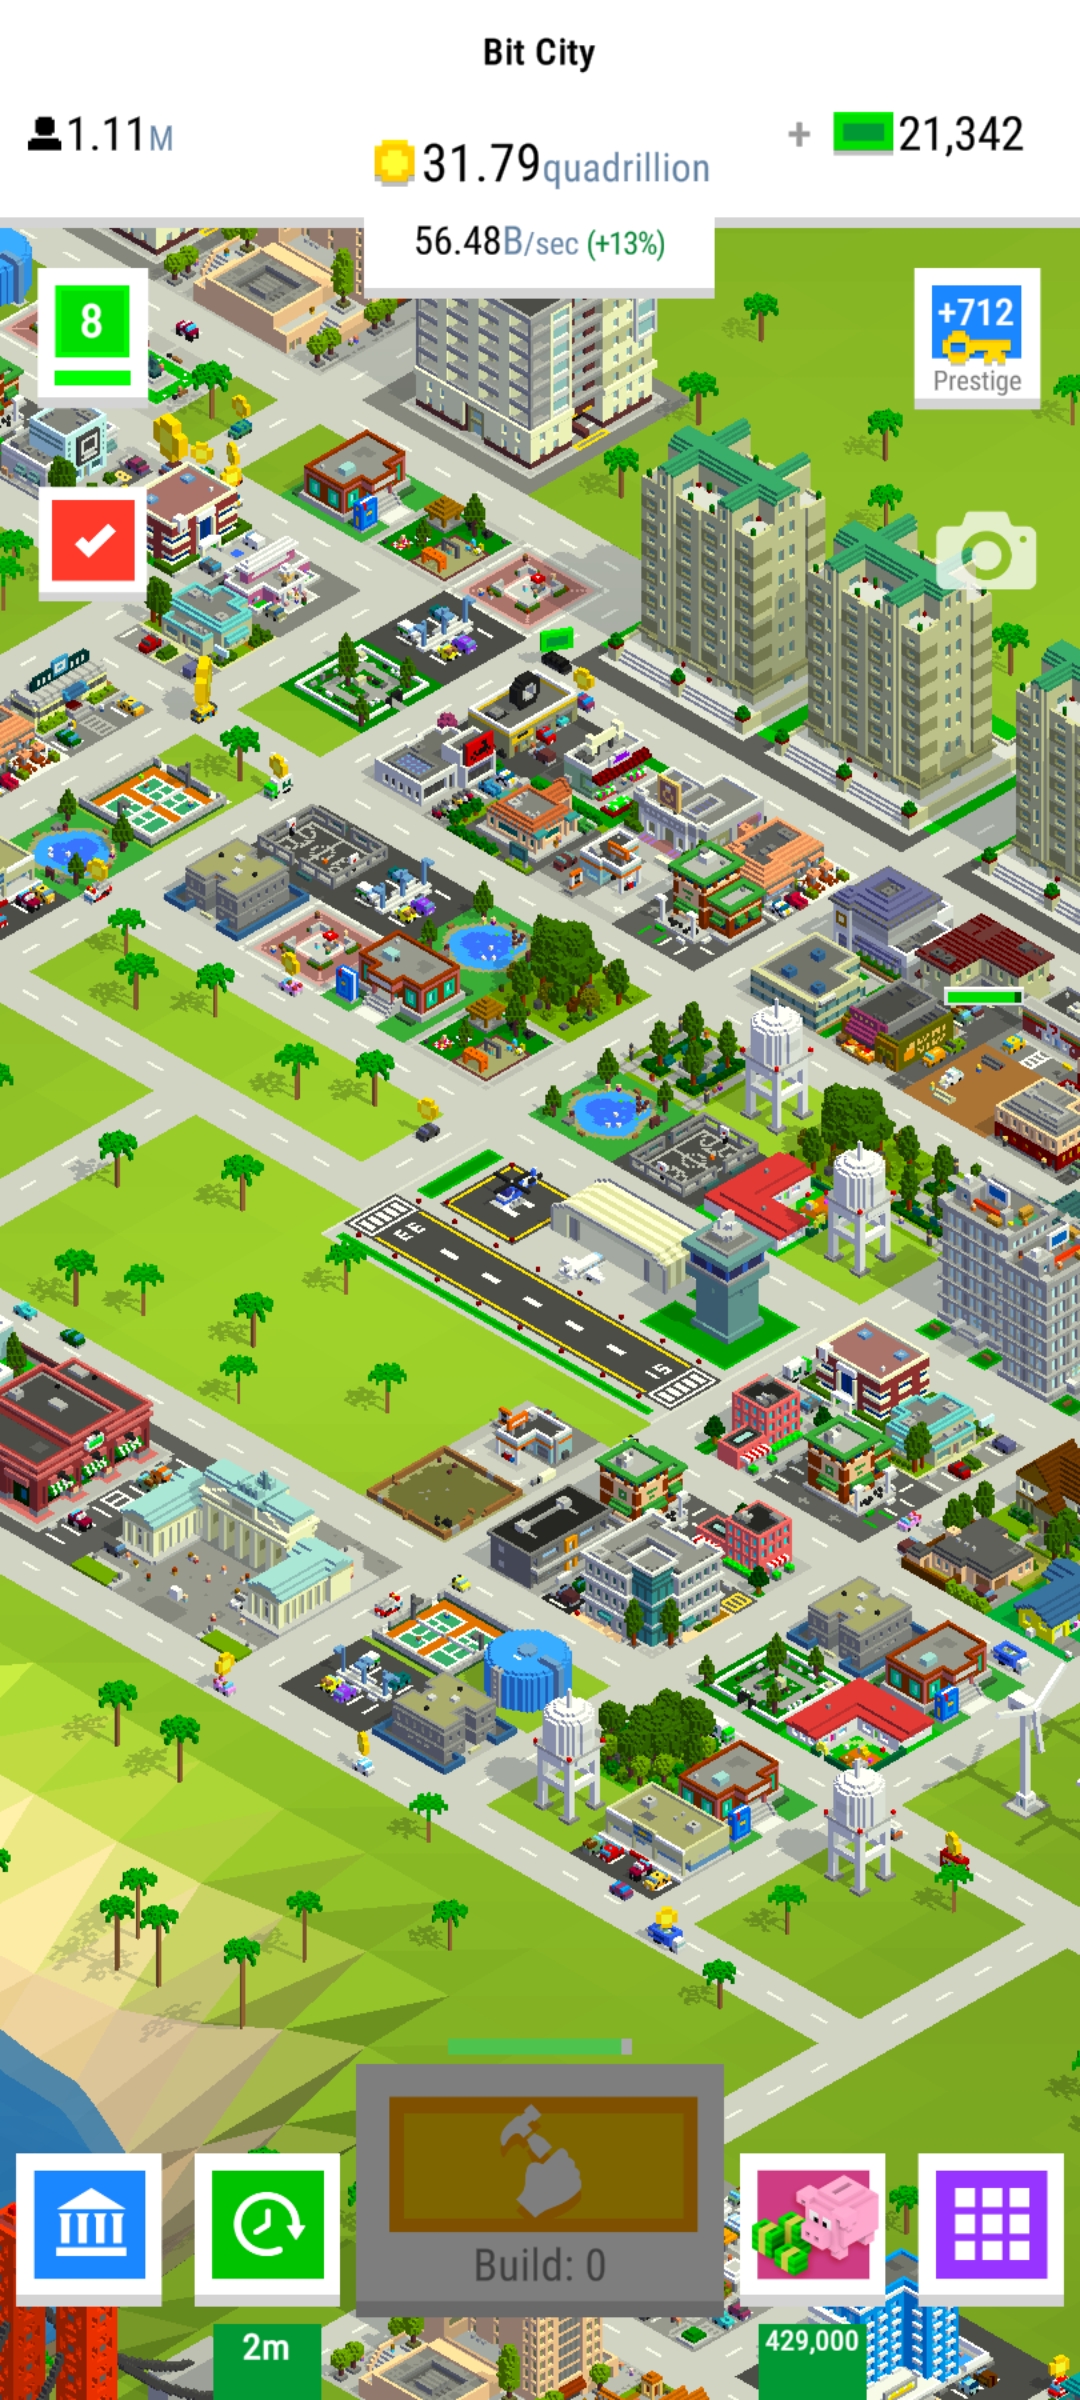 Bit City
1.11M
31.79quadrillion
+ 21,342
56.48B/sec (+13%)
8
+712
Prestige
15
Build: 0
2m
429,000